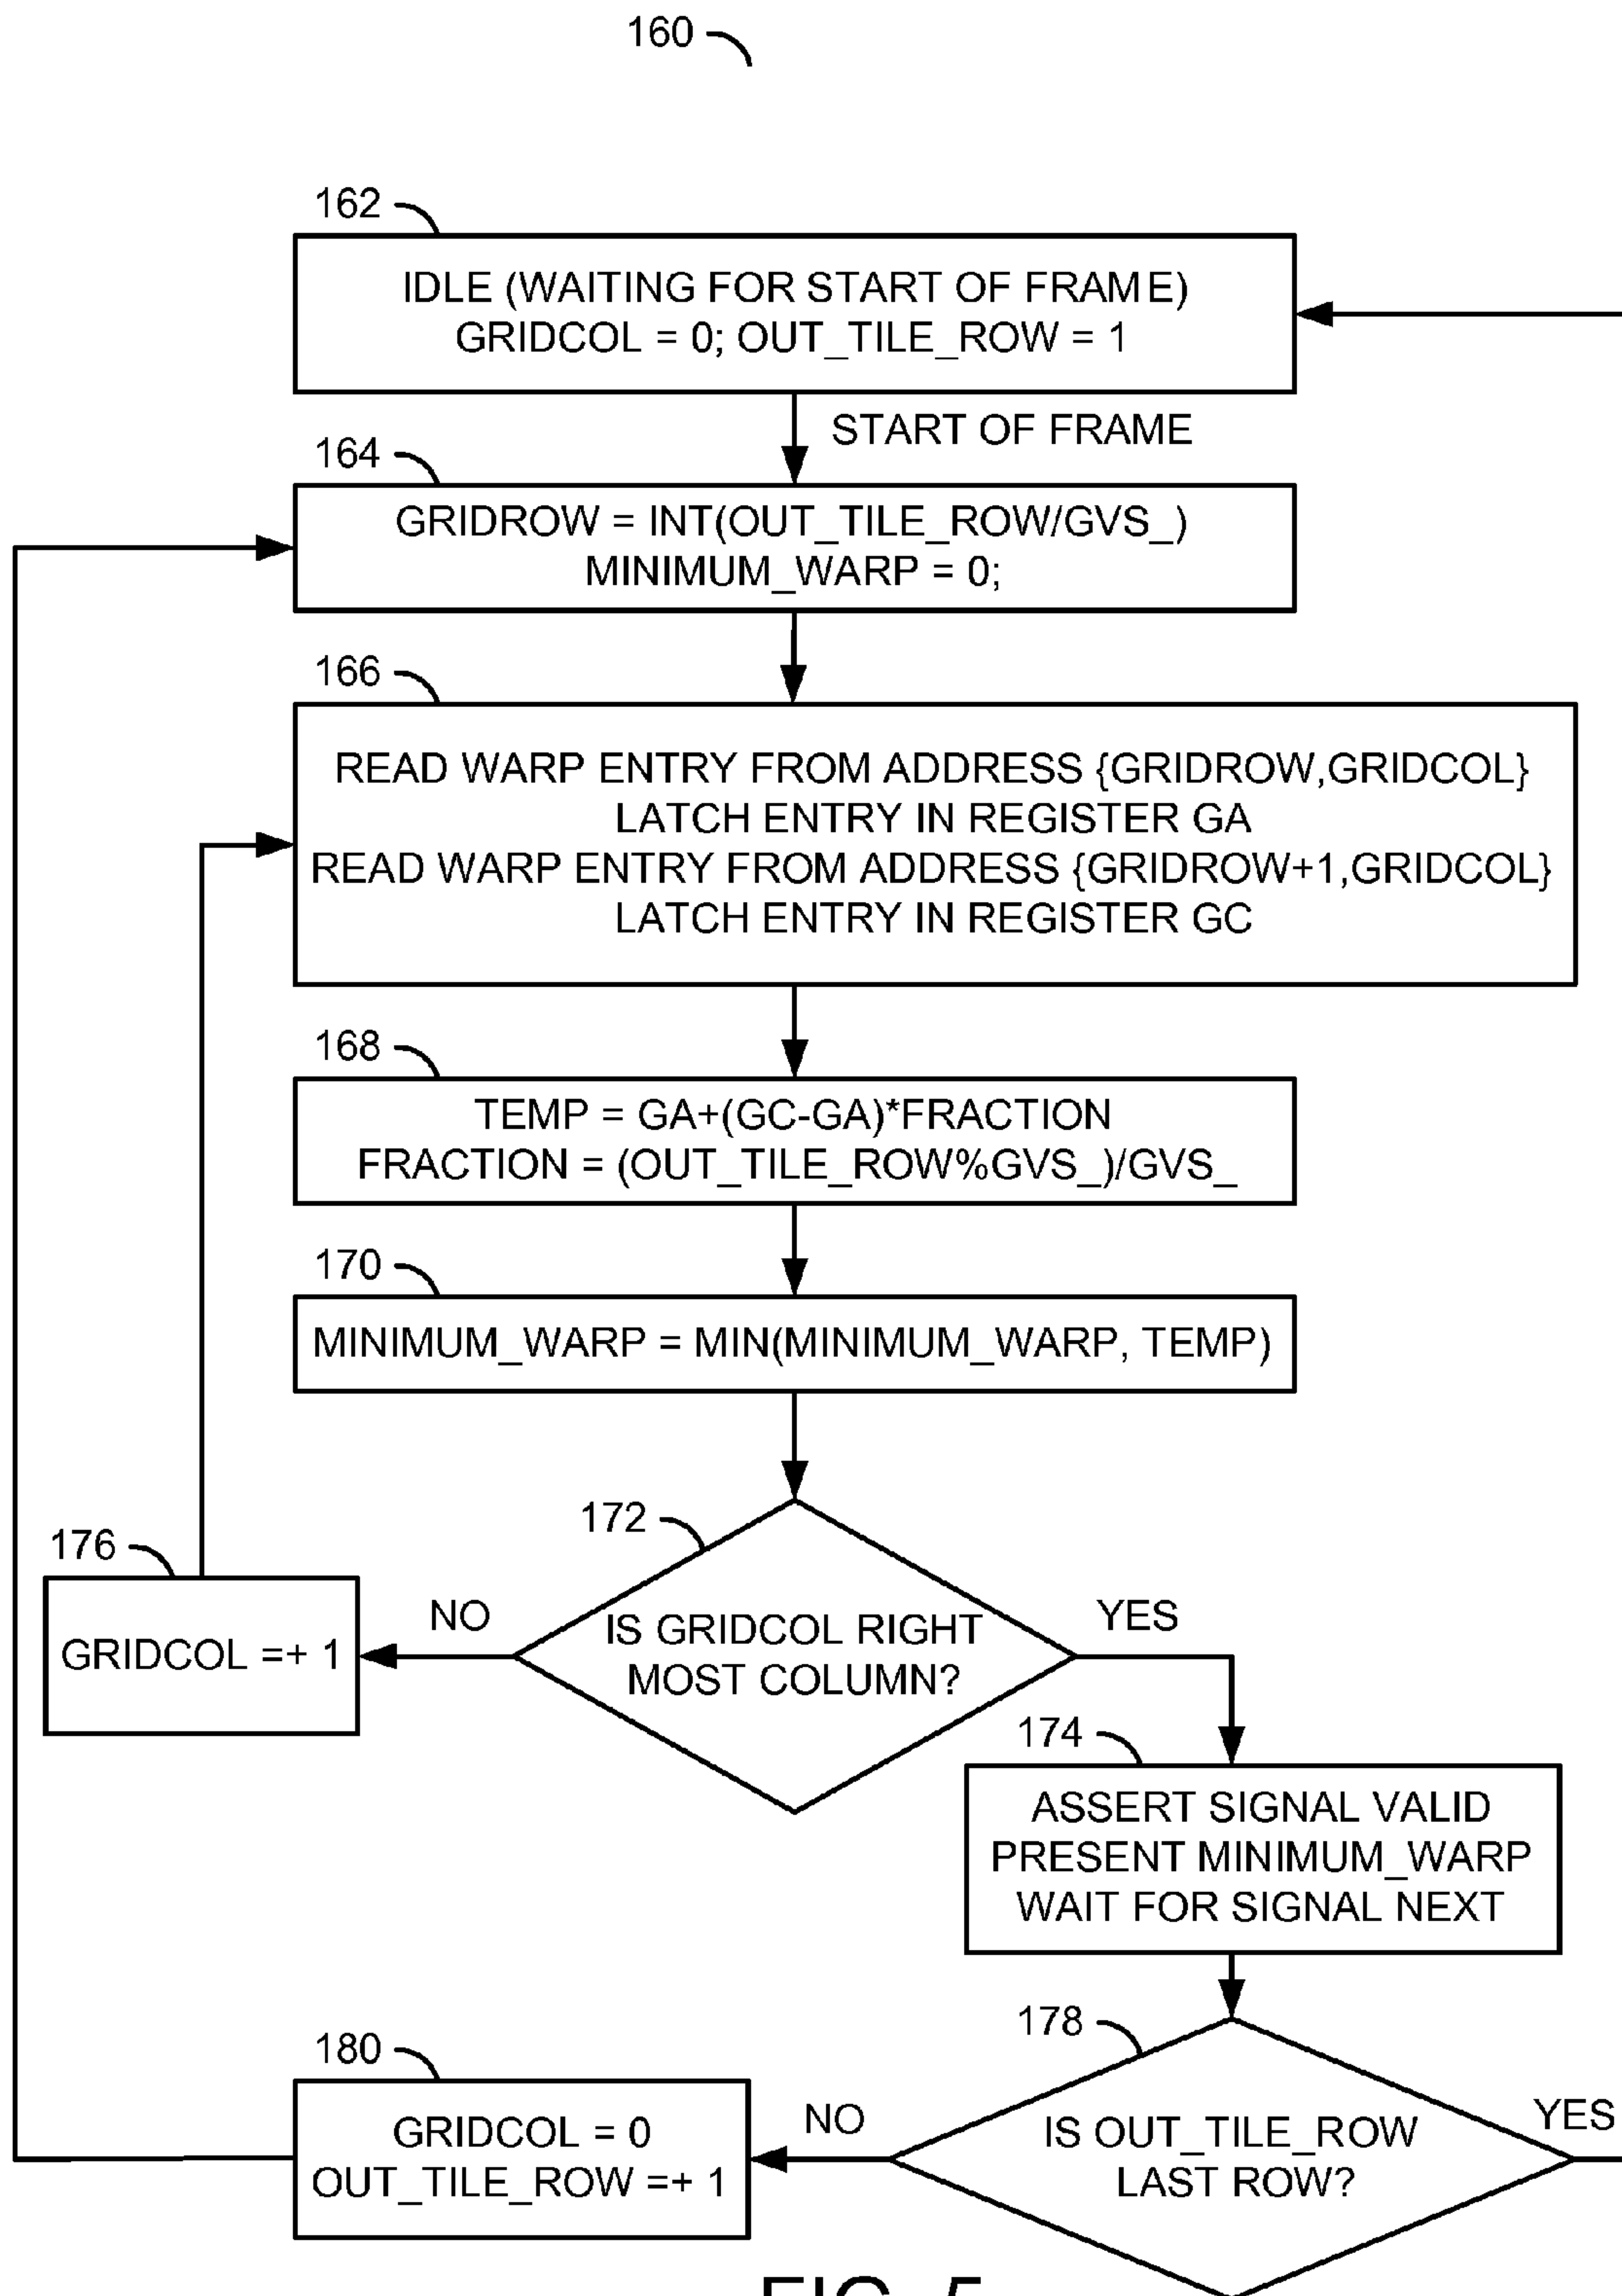 160
162
IDLE (WAITING FOR START OF FRAME)
GRIDCOL = 0; OUT_TILE_ROW = 1
START OF FRAME
164
GRIDROW = INT(OUT_TILE_ROW/GVS_)
MINIMUM_WARP = 0;
166
READ WARP ENTRY FROM ADDRESS {GRIDROW,GRIDCOL}
LATCH ENTRY IN REGISTER GA
READ WARP ENTRY FROM ADDRESS {GRIDROW+1,GRIDCOL}
LATCH ENTRY IN REGISTER GC
168
TEMP = GA+(GC-GA)*FRACTION
FRACTION = (OUT_TILE_ROW%GVS_)/GVS_
170
MINIMUM_WARP = MIN(MINIMUM_WARP, TEMP)
172
IS GRIDCOL RIGHT
MOST COLUMN?
NO
YES
176
GRIDCOL =+ 1
174
ASSERT SIGNAL VALID
PRESENT MINIMUM_WARP
WAIT FOR SIGNAL NEXT
178
IS OUT_TILE_ROW
LAST ROW?
NO
YES
180
GRIDCOL = 0
OUT_TILE_ROW =+ 1
FIG. 5